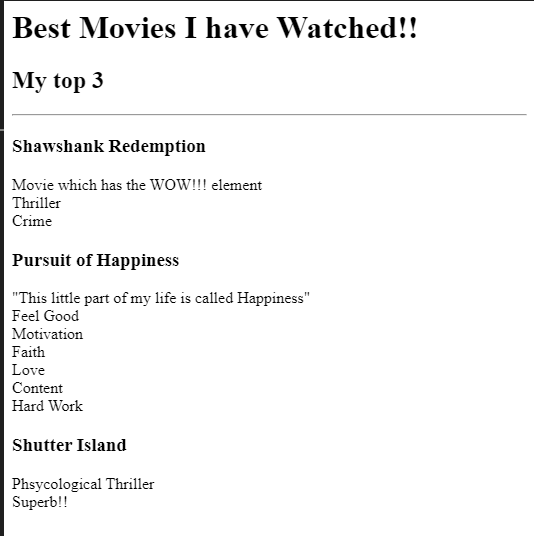 Best Movies I have Watched!!
My top 3
Shawshank Redemption
Movie which has the WOW!!! element
Thriller
Crime
Pursuit of Happiness
"This little part of my life is called Happiness"
Feel Good
Motivation
Faith
Love
Content
Hard Work
Shutter Island
Phsycological Thriller
Superb!!